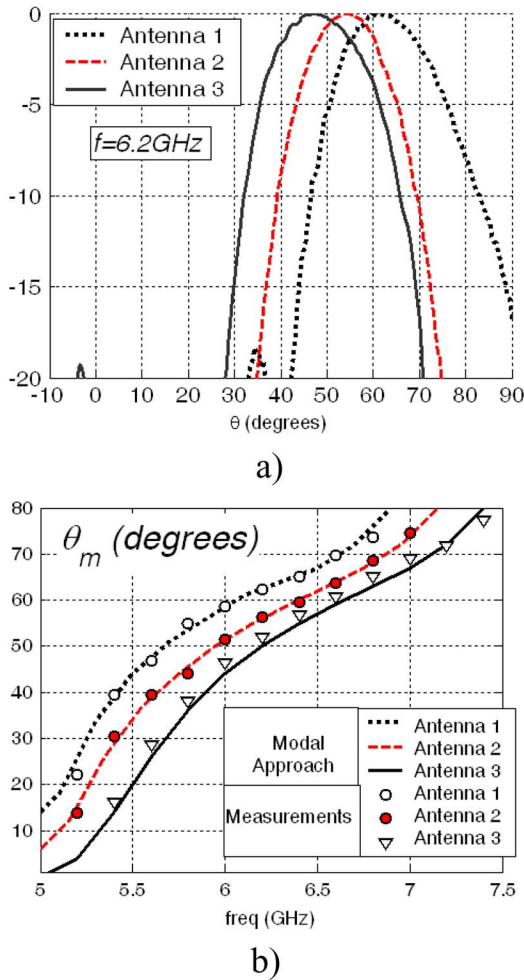 0
-5
-10
-15
-20
Antenna 1
Antenna 2
Antenna 3
f=6.2GHz
-10 0 10 20 30 40 50 60 70 80 90
θ (degrees)
a)
80
70
60
50
40
30
20
10
θm (degrees)
Modal Approach
Antenna 1
Antenna 2
Antenna 3
Measurements
Antenna 1
Antenna 2
Antenna 3
5 5.5 6 6.5 7 7.5
freq (GHz)
b)